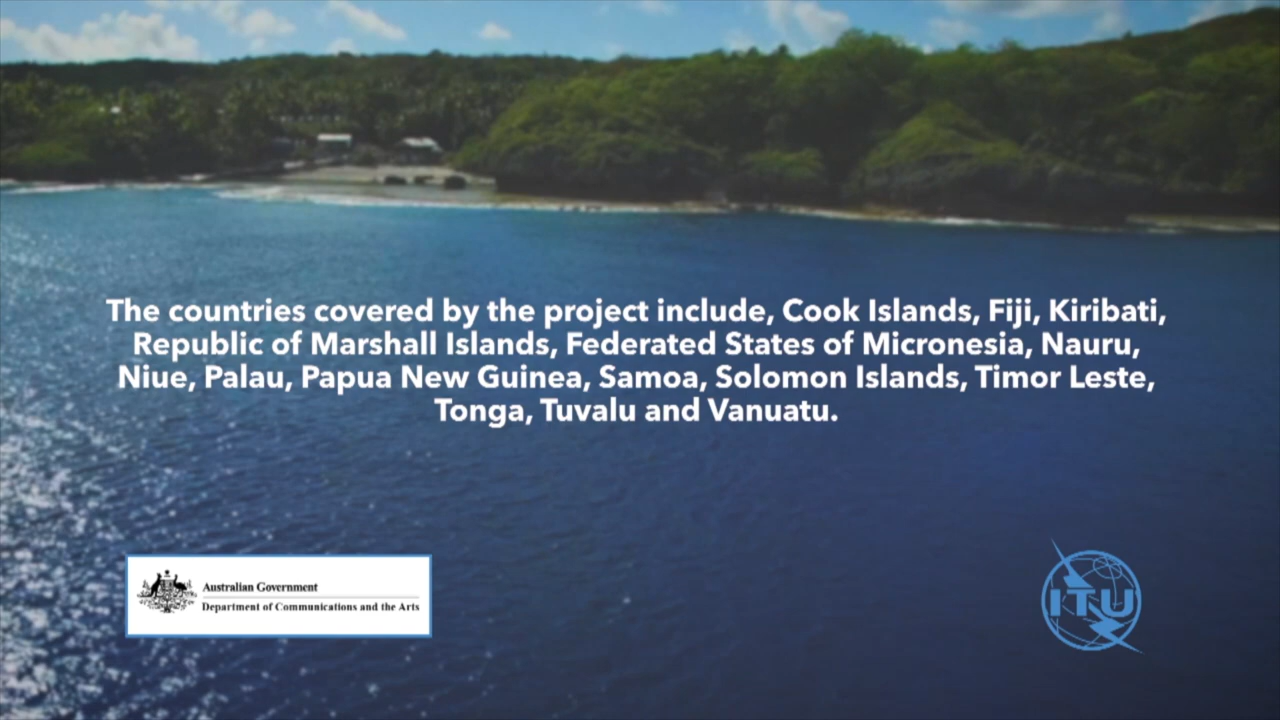 The countries covered by the project include, Cook Islands, Fiji, Kiribati,
Republic of Marshall Islands, Federated States of Micronesia, Nauru,
Niue, Palau, Papua New Guinea, Samoa, Solomon Islands, Timor Leste,
Tonga, Tuvalu and Vanuatu.
Australian Government
Department of Communications and the Arts
ITU